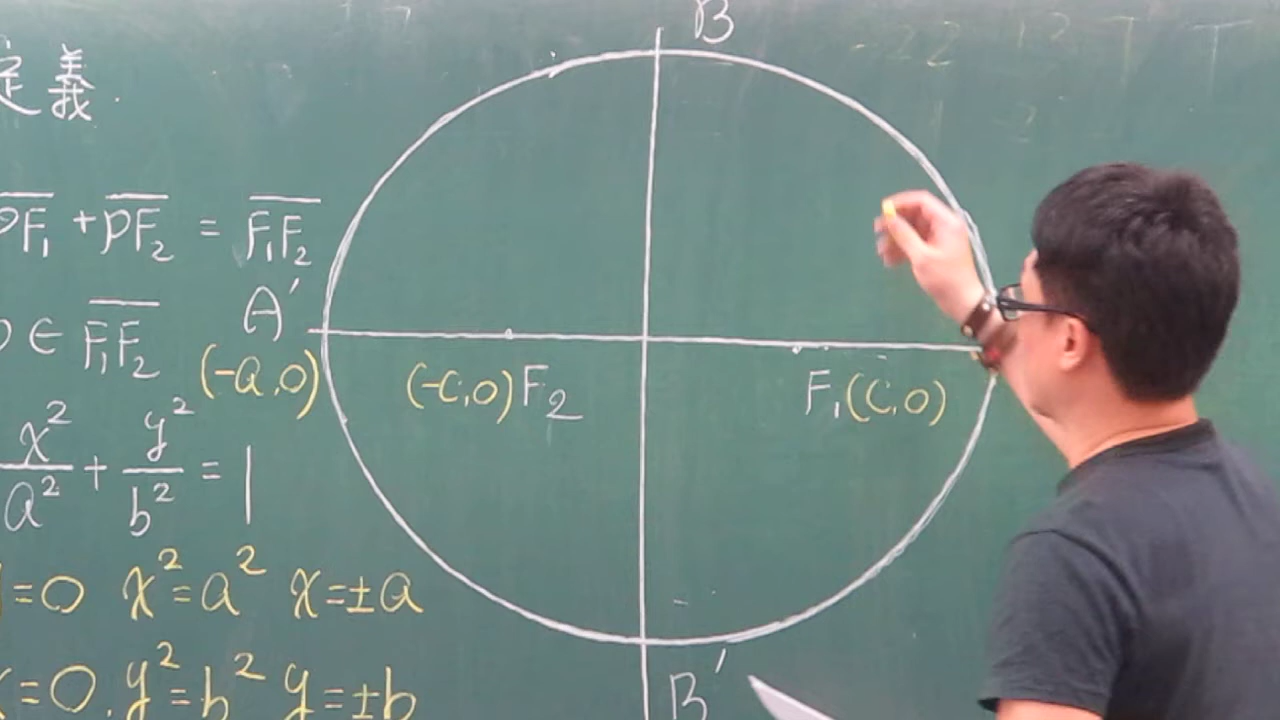 定義.
B
PF₁ + PF₂ = F₁F₂
A'
P ∈ F₁F₂
(-a,0) (-c,0) F₂ F₁ (c,0)
x²/a² + y²/b² = 1
=0 x²=a² x=±a
x=0, y²=b² y=±b
B'